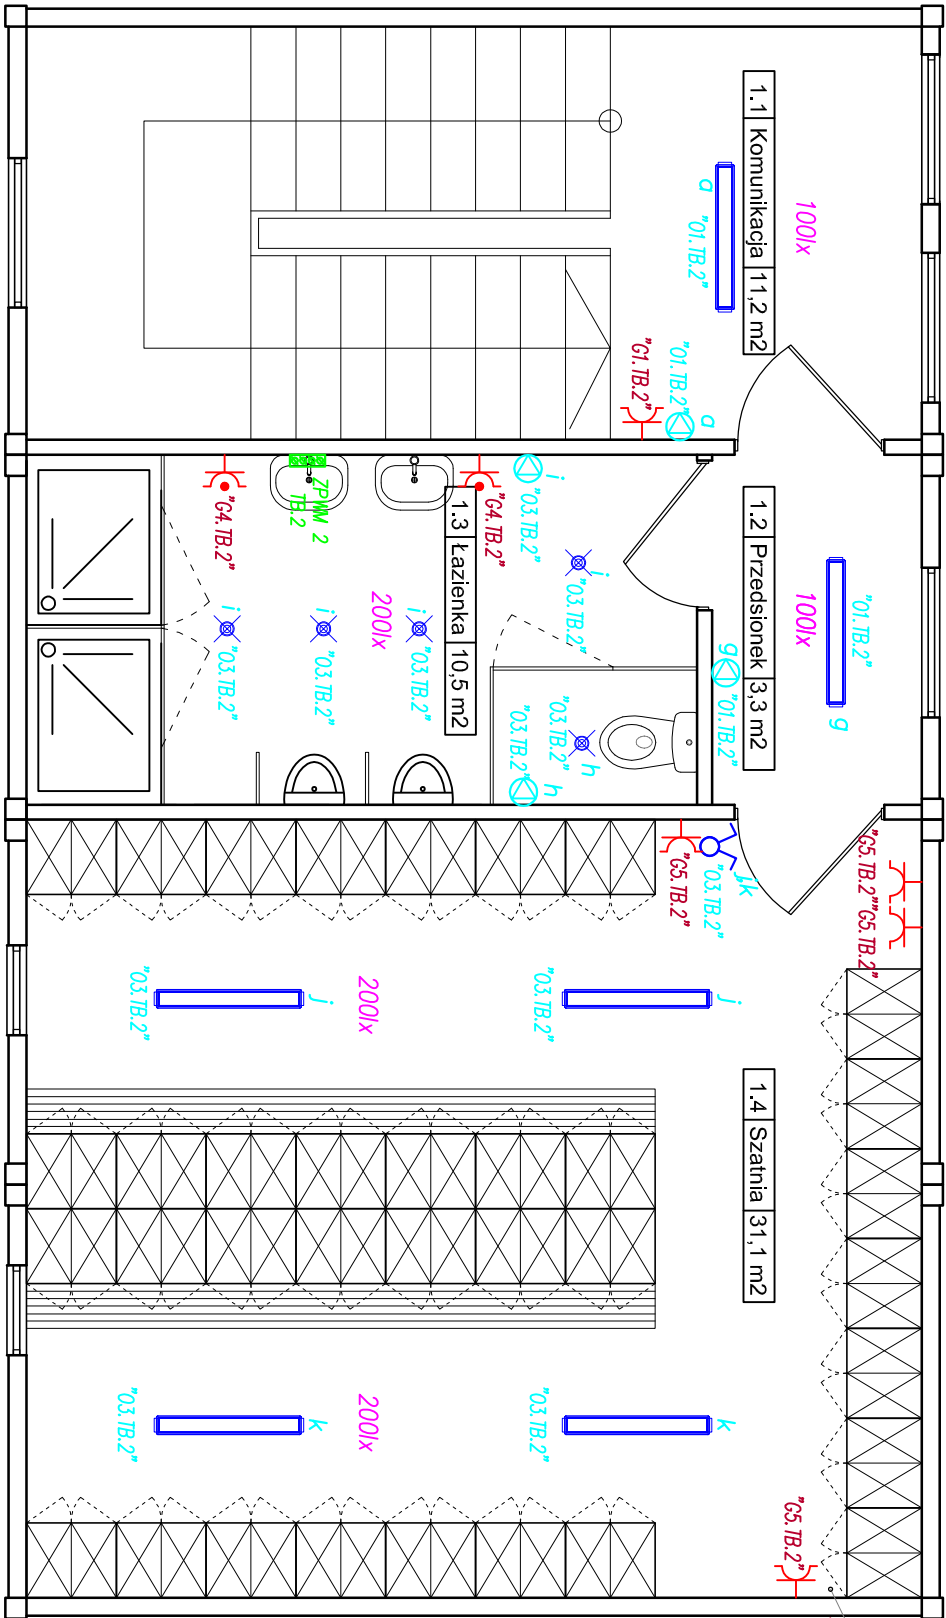 1.1 Komunikacja 11,2 m2
100lx
a
"01.TB.2"
"01.TB.2"
a
"G1.TB.2"
1.2 Przedsionek 3,3 m2
100lx
"01.TB.2"
g
g
"01.TB.2"
1.3 Łazienka 10,5 m2
200lx
"G4.TB.2"
"G4.TB.2"
ZPWM 2
TB.2
i
"03.TB.2"
i
"03.TB.2"
i
"03.TB.2"
i
"03.TB.2"
i
"03.TB.2"
h
"03.TB.2"
h
"03.TB.2"
1.4 Szatnia 31,1 m2
"G5.TB.2"
"G5.TB.2"
"G5.TB.2"
j,k
"03.TB.2"
j
"03.TB.2"
200lx
j
"03.TB.2"
k
"03.TB.2"
200lx
k
"03.TB.2"
"G5.TB.2"